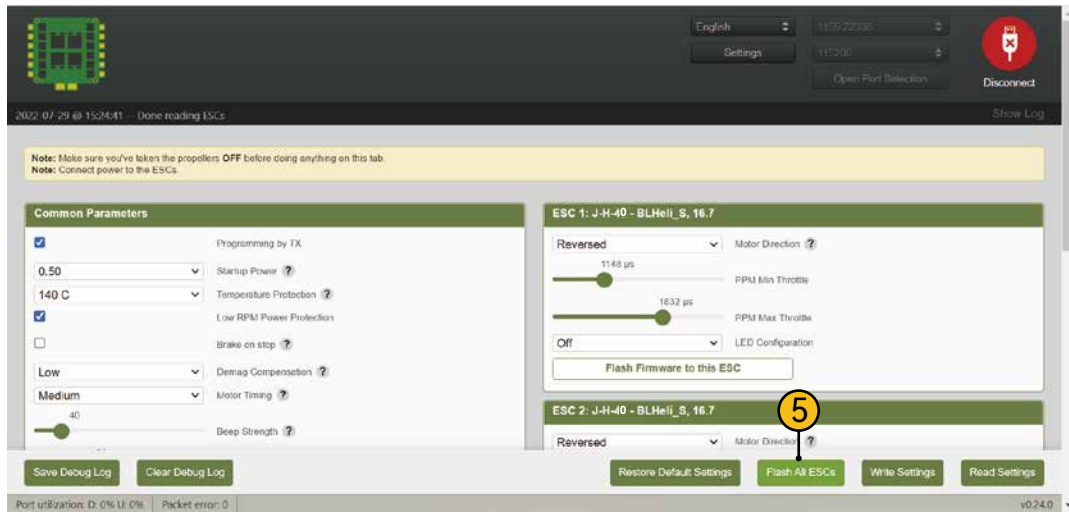 English
Settings
115200
Open Port Selection
Disconnect
2022-07-29 @ 15:24:41 -- Done reading ESCs
Show Log
Note: Make sure you've taken the propellers OFF before doing anything on this tab.
Note: Connect power to the ESCs.
Common Parameters
Programming by TX
0.50
Startup Power ?
140 C
Temperature Protection ?
Low RPM Power Protection
Brake on stop ?
Low
Demag Compensation ?
Medium
Motor Timing ?
40
Beep Strength ?
ESC 1: J-H-40 - BLHeli_S, 16.7
Reversed
Motor Direction ?
1148 µs
PPM Min Throttle
1832 µs
PPM Max Throttle
Off
LED Configuration
Flash Firmware to this ESC
ESC 2: J-H-40 - BLHeli_S, 16.7
5
Reversed
Motor Direction ?
Save Debug Log
Clear Debug Log
Restore Default Settings
Flash All ESCs
Write Settings
Read Settings
Port utilization: D: 0% U: 0%
Packet error: 0
v0.24.0